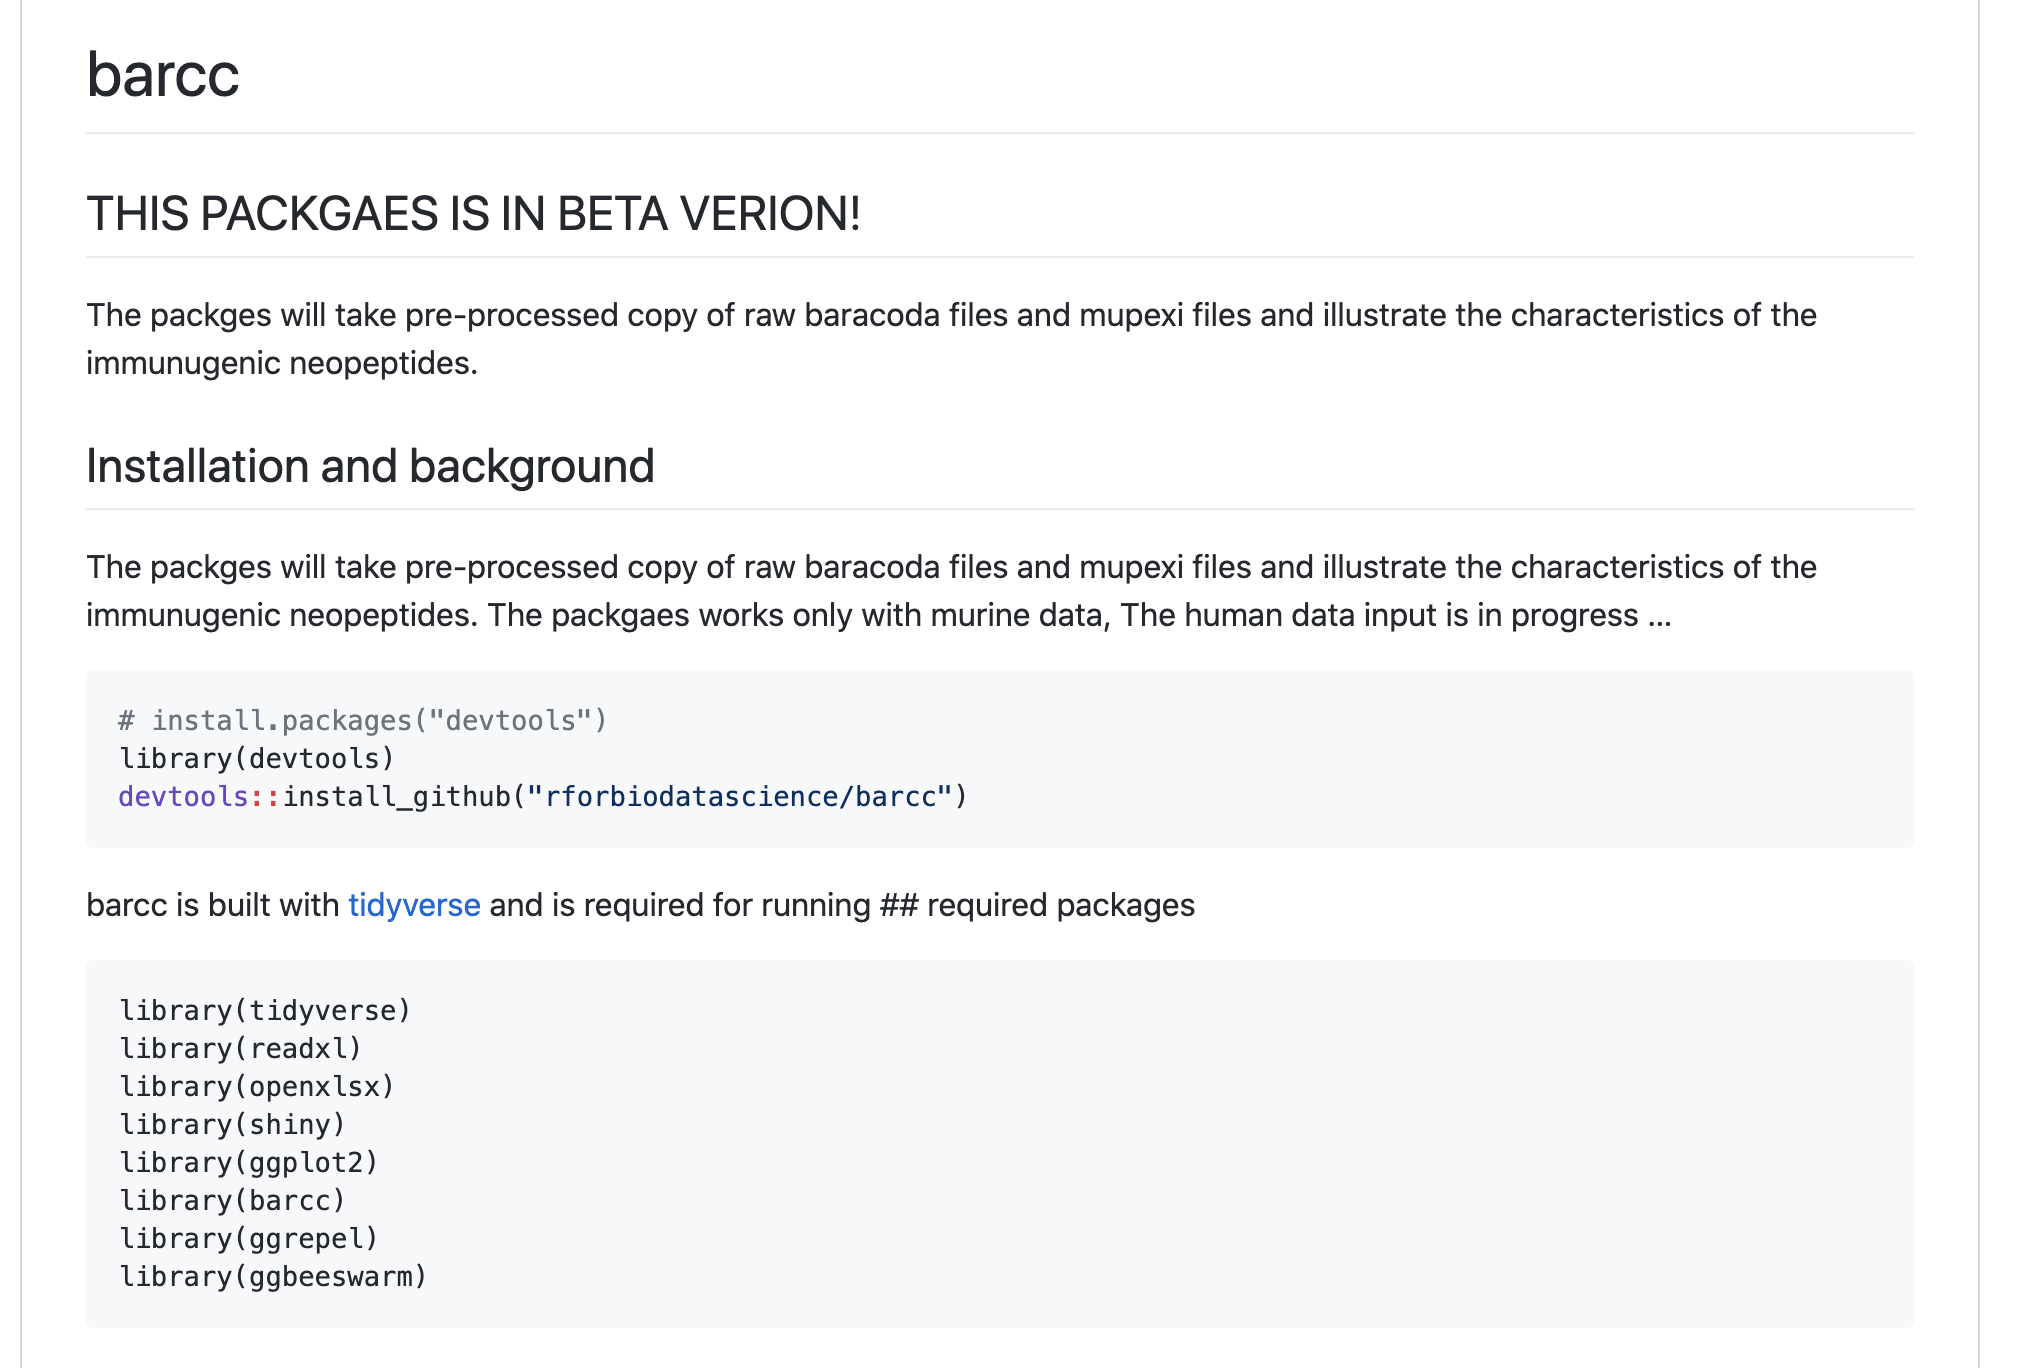 barcc
THIS PACKGAES IS IN BETA VERION!
The packges will take pre-processed copy of raw baracoda files and mupexi files and illustrate the characteristics of the
immunugenic neopeptides.
Installation and background
The packges will take pre-processed copy of raw baracoda files and mupexi files and illustrate the characteristics of the
immunugenic neopeptides. The packgaes works only with murine data, The human data input is in progress ...
# install.packages("devtools")
library(devtools)
devtools::install_github("rforbiodatascience/barcc")
barcc is built with tidyverse and is required for running ## required packages
library(tidyverse)
library(readxl)
library(openxlsx)
library(shiny)
library(ggplot2)
library(barcc)
library(ggrepel)
library(ggbeeswarm)